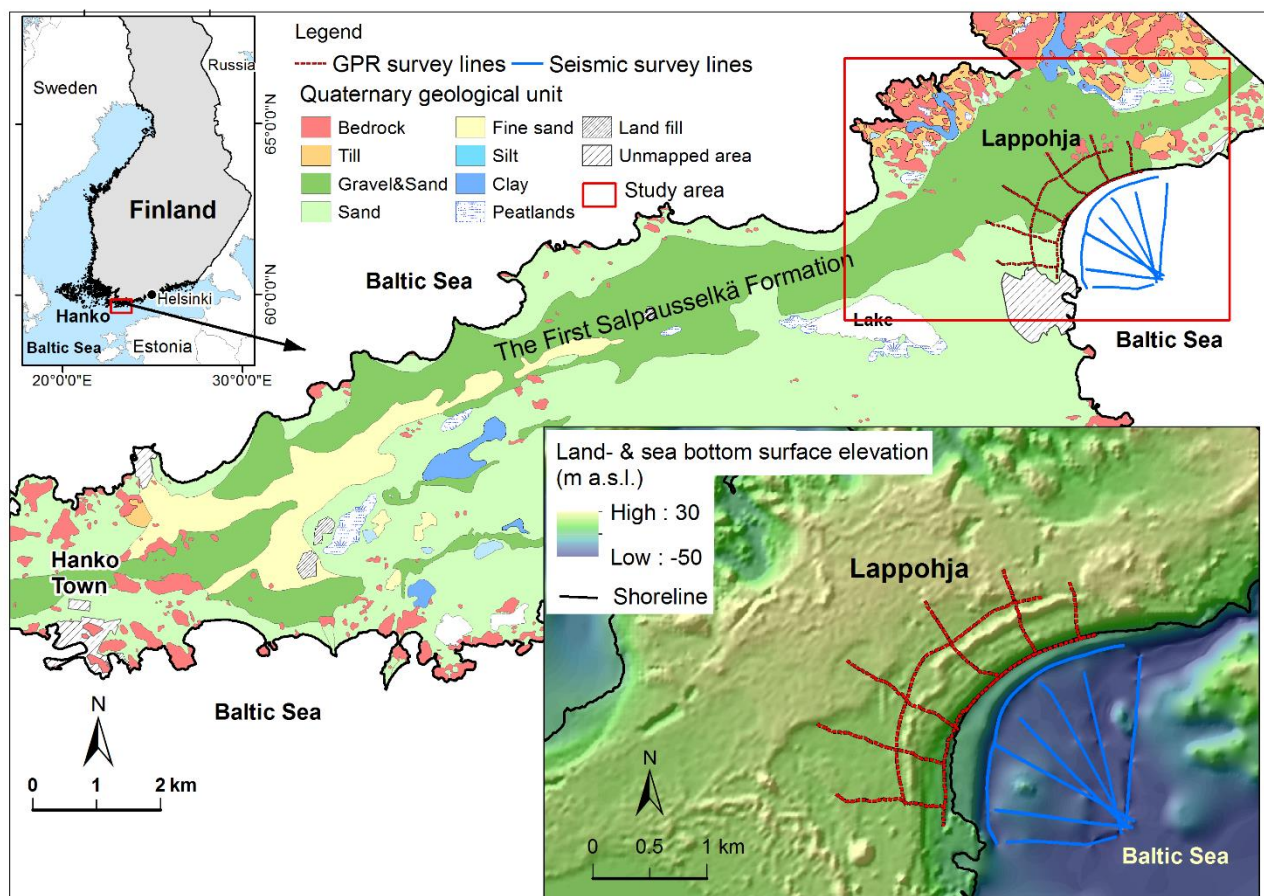 Sweden
Russia
65°0'0"N
Finland
Helsinki
60°0'0"N
Hanko
Baltic Sea
Estonia
20°0'0"E
30°0'0"E
Legend
GPR survey lines
Seismic survey lines
Quaternary geological unit
Bedrock
Till
Gravel&Sand
Sand
Fine sand
Silt
Clay
Peatlands
Land fill
Unmapped area
Study area
Lappohja
Baltic Sea
The First Salpausselkä Formation
Lake
Baltic Sea
Hanko
Town
Baltic Sea
N
0 1 2 km
Land- & sea bottom surface elevation
(m a.s.l.)
High : 30
Low : -50
Shoreline
Lappohja
N
0 0.5 1 km
Baltic Sea